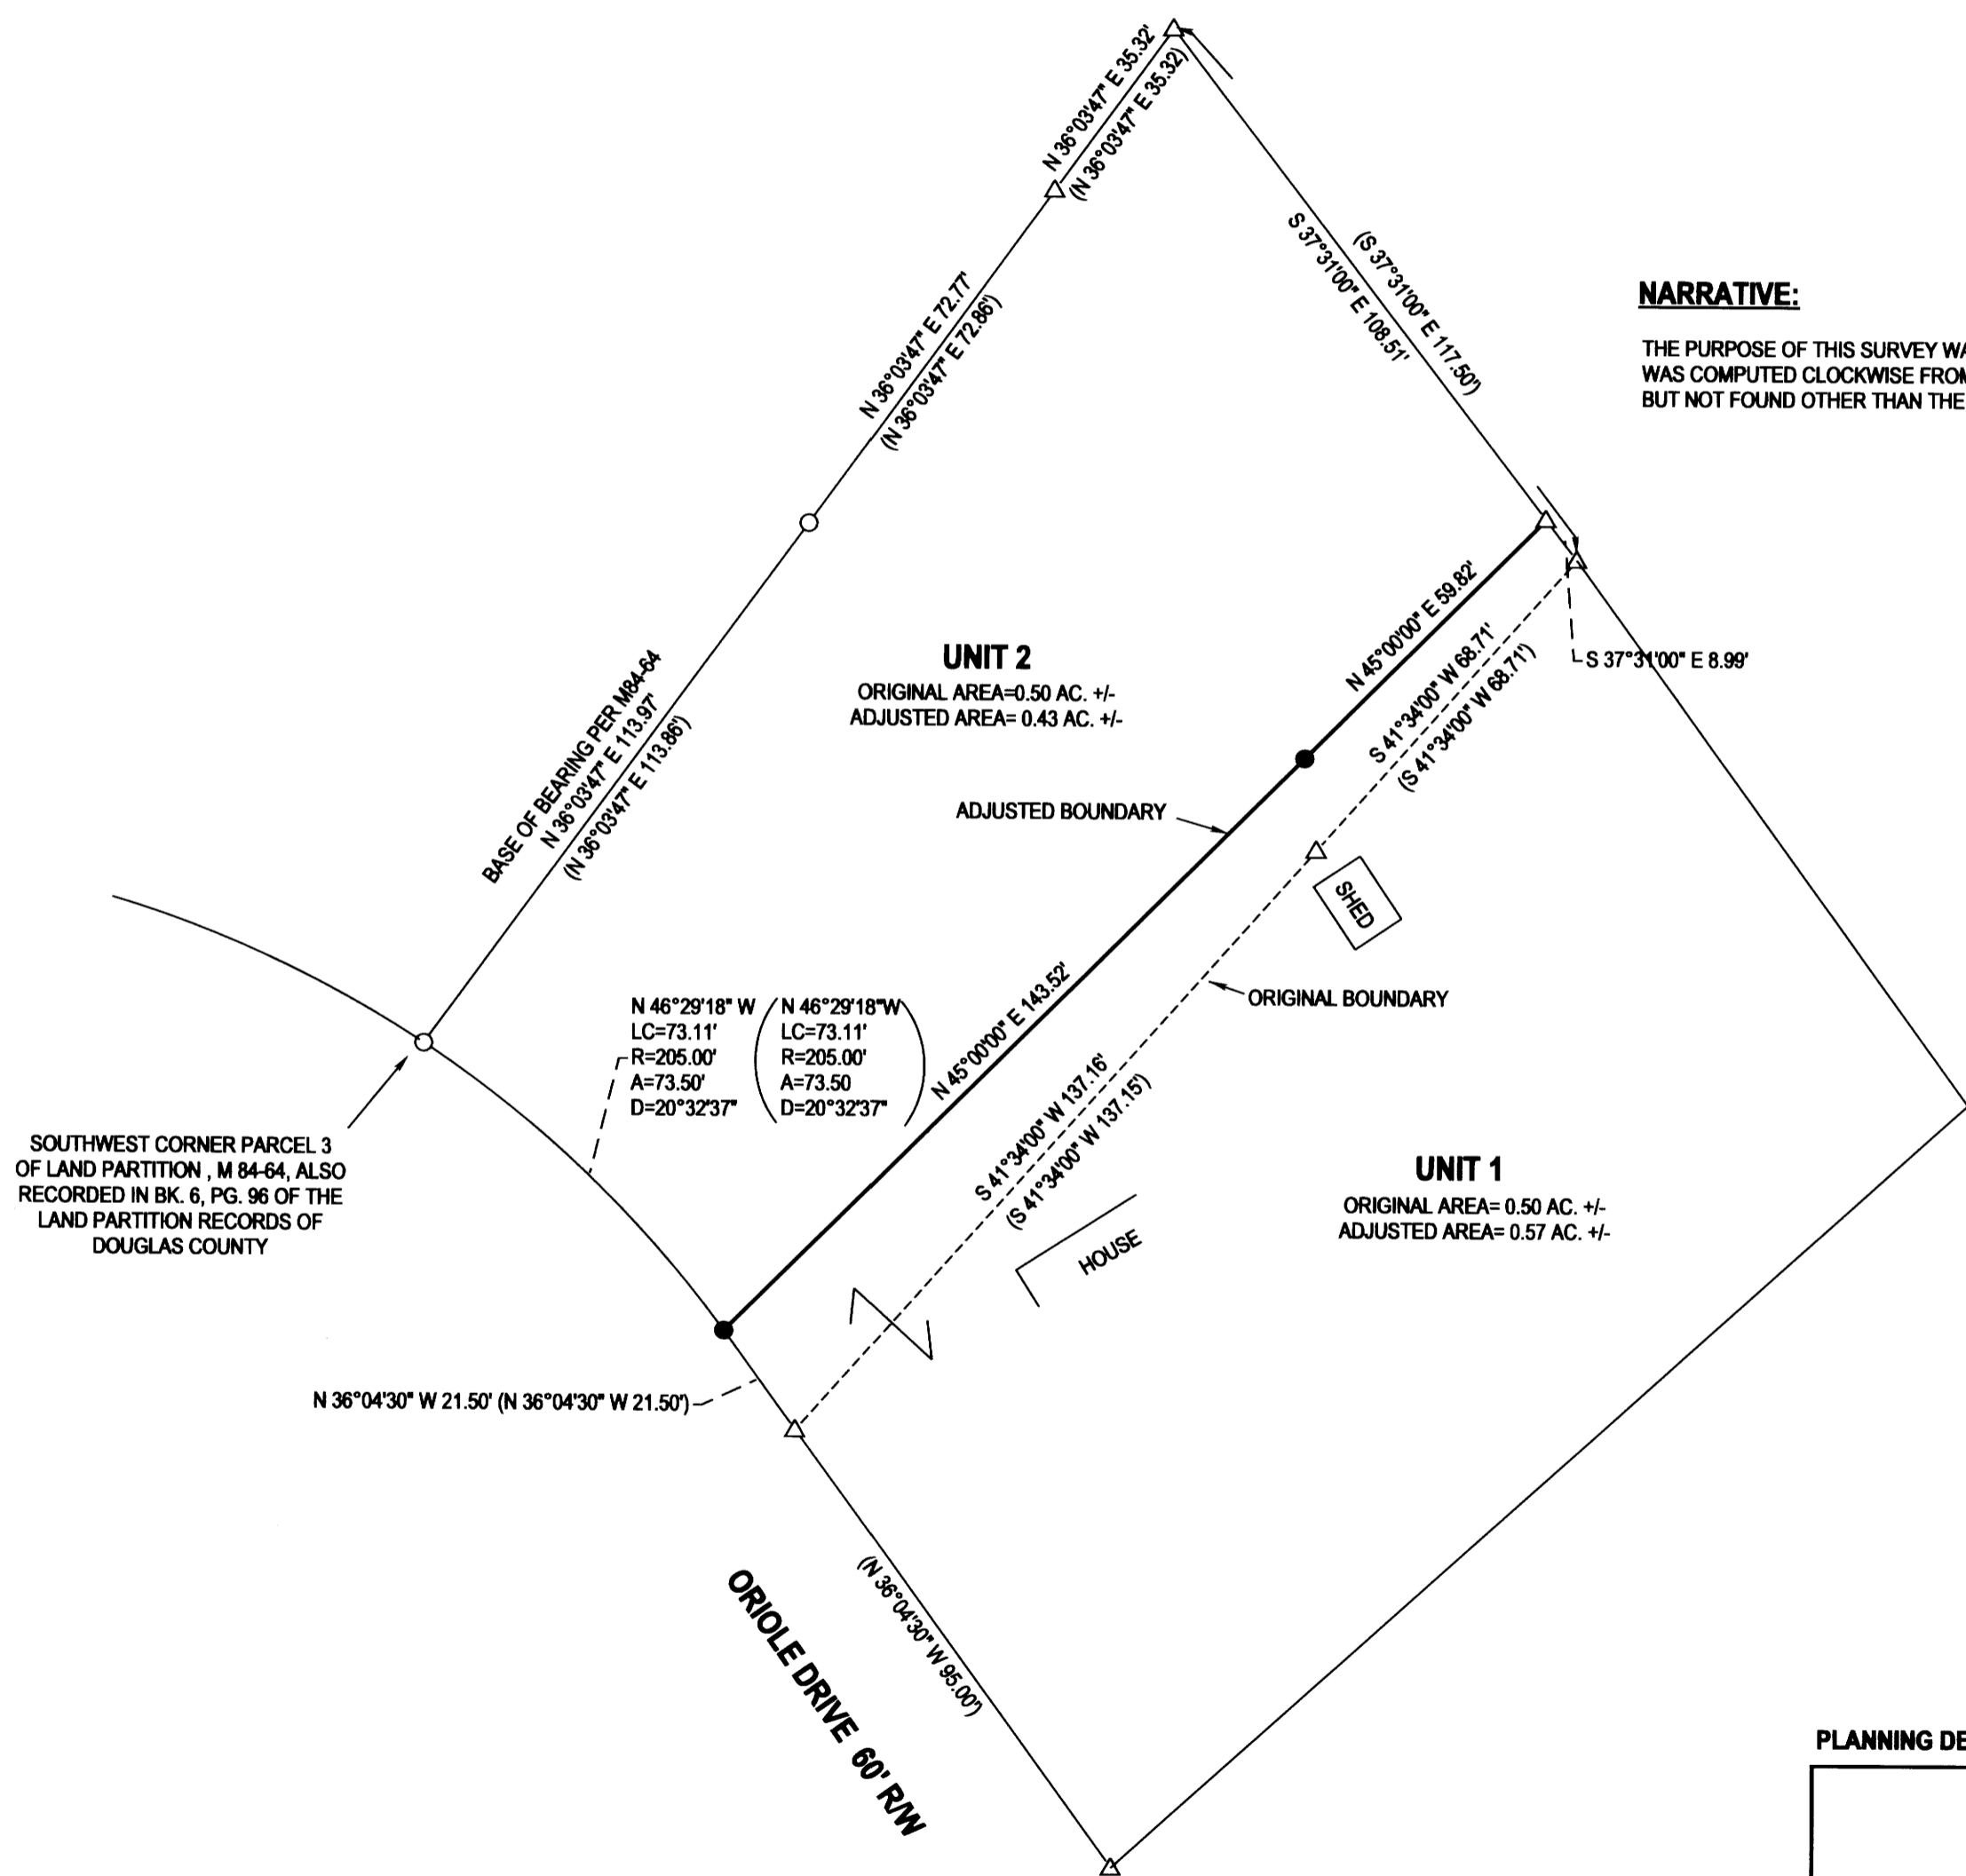 N 36°03'47" E 35.32'
(N 36°03'47" E 35.32)
N 36°03'47" E 72.77'
(N 36°03'47" E 72.86')
(S 37°31'00" E 117.50')
S 37°31'00" E 108.51'
NARRATIVE:
THE PURPOSE OF THIS SURVEY WA
WAS COMPUTED CLOCKWISE FROM
BUT NOT FOUND OTHER THAN THE
UNIT 2
ORIGINAL AREA=0.50 AC. +/-
ADJUSTED AREA= 0.43 AC. +/-
N 45°00'00" E 59.82'
S 41°34'00" W 68.71'
(S 41°34'00" W 68.71')
S 37°31'00" E 8.99'
BASE OF BEARING PER M84-64
N 36°03'47" E 113.97'
(N 36°03'47" E 113.86')
ADJUSTED BOUNDARY
SHED
ORIGINAL BOUNDARY
N 46°29'18" W
LC=73.11'
R=205.00'
A=73.50'
D=20°32'37"
N 46°29'18"W
LC=73.11'
R=205.00'
A=73.50
D=20°32'37"
N 45°00'00" E 143.52'
S 41°34'00" W 137.16'
(S 41°34'00" W 137.15')
SOUTHWEST CORNER PARCEL 3
OF LAND PARTITION , M 84-64, ALSO
RECORDED IN BK. 6, PG. 96 OF THE
LAND PARTITION RECORDS OF
DOUGLAS COUNTY
UNIT 1
ORIGINAL AREA= 0.50 AC. +/-
ADJUSTED AREA= 0.57 AC. +/-
HOUSE
N 36°04'30" W 21.50' (N 36°04'30" W 21.50')
(N 36°04'30" W 95.00')
ORIOLE DRIVE 60' R/W
PLANNING DE